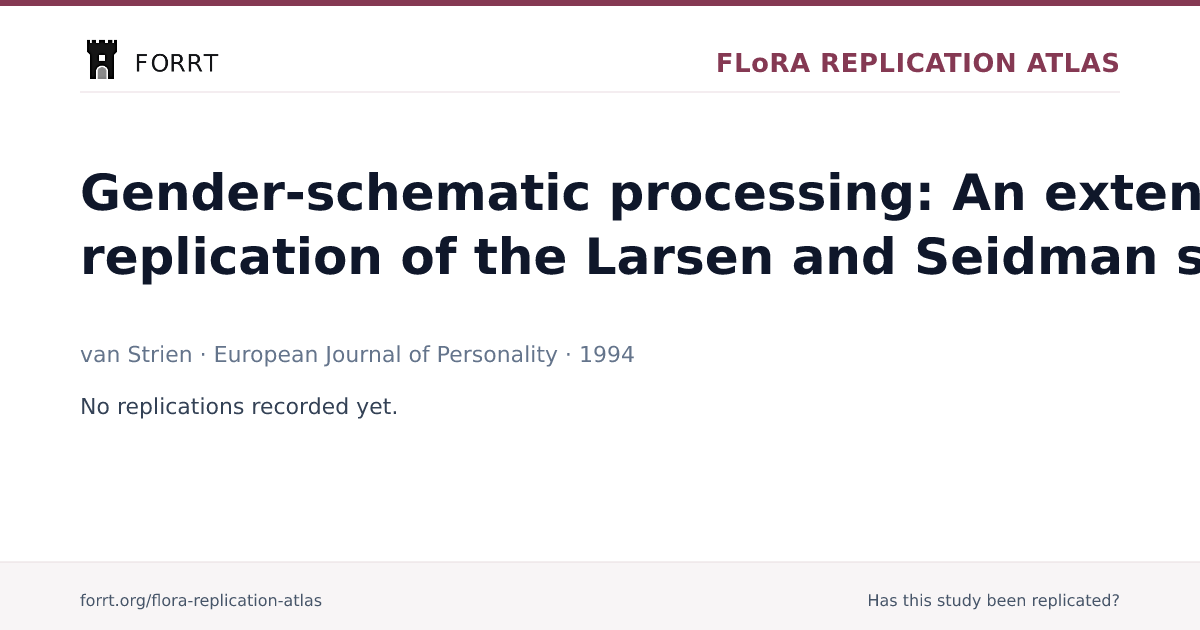 FORRT
FLoRA REPLICATION ATLAS
Gender-schematic processing: An
replication of the Larsen and Seidman
van Strien · European Journal of Personality · 1994
No replications recorded yet.
forrt.org/flora-replication-atlas
Has this study been replicated?